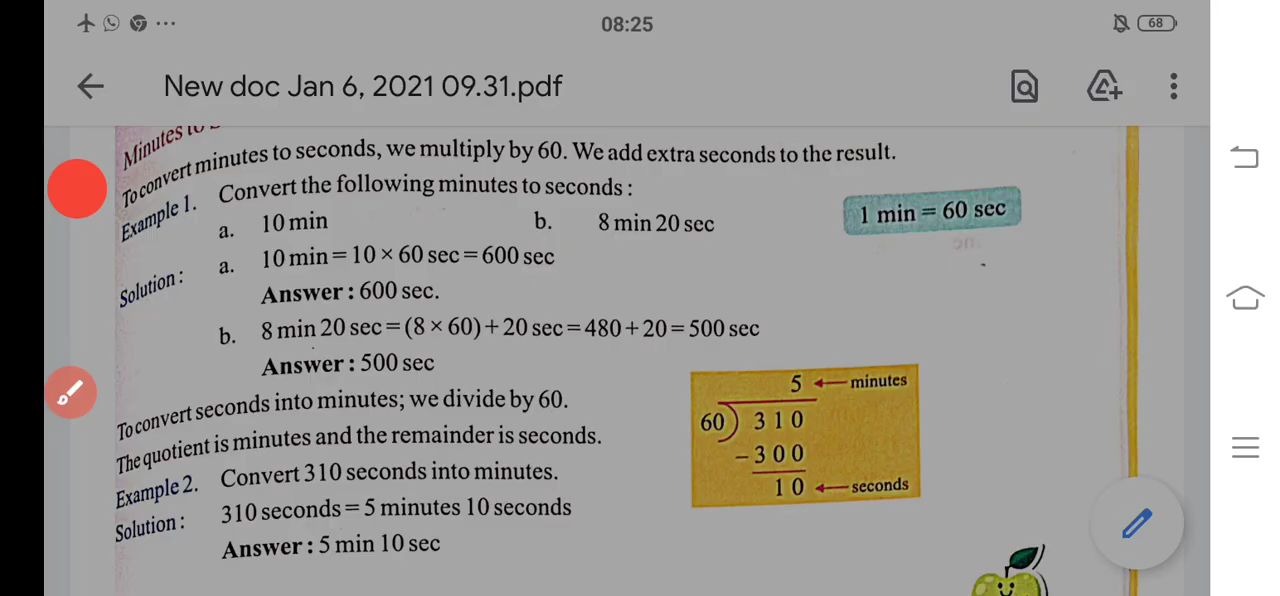 08:25
68
New doc Jan 6, 2021 09.31.pdf
Minutes to
To convert minutes to seconds, we multiply by 60. We add extra seconds to the result.
Example 1. Convert the following minutes to seconds :
a. 10 min b. 8 min 20 sec
1 min = 60 sec
Solution : a. 10 min = 10 × 60 sec = 600 sec
Answer : 600 sec.
b. 8 min 20 sec = (8 × 60) + 20 sec = 480 + 20 = 500 sec
Answer : 500 sec
To convert seconds into minutes; we divide by 60.
The quotient is minutes and the remainder is seconds.
Example 2. Convert 310 seconds into minutes.
Solution : 310 seconds = 5 minutes 10 seconds
Answer : 5 min 10 sec
5 ← minutes
60 ) 3 1 0
– 3 0 0
1 0 ← seconds